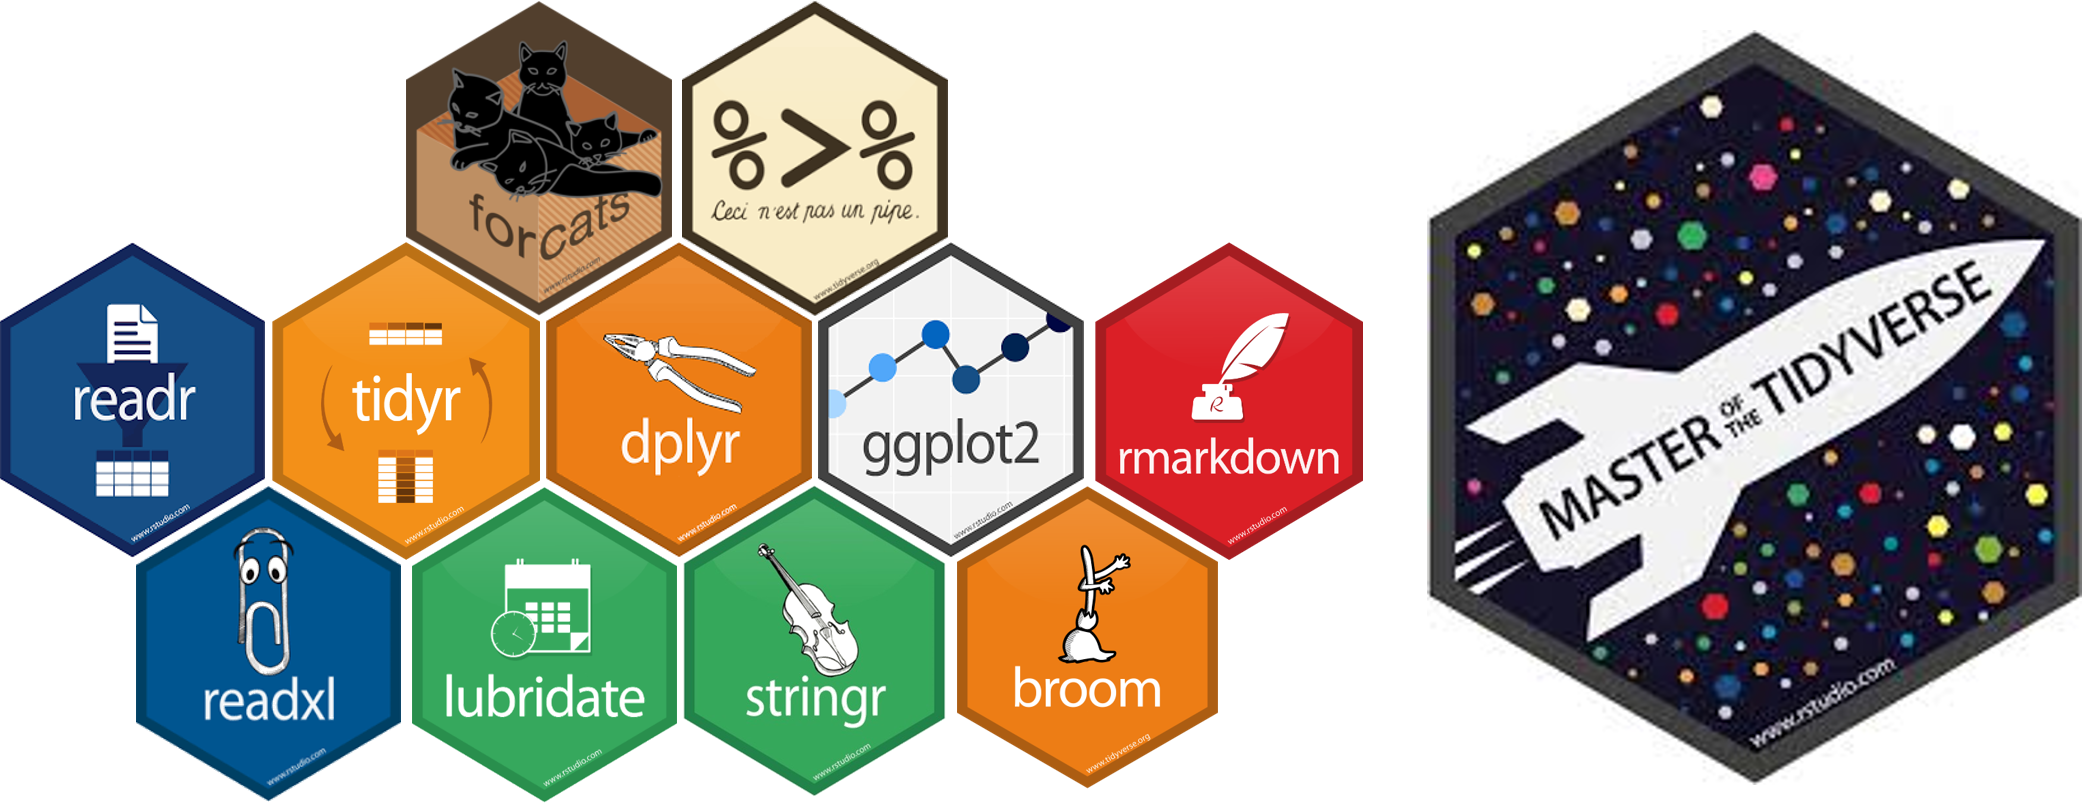 forcats
www.rstudio.com
%>%
Ceci n'est pas un pipe.
www.tidyverse.org
readr
www.rstudio.com
tidyr
www.rstudio.com
dplyr
www.rstudio.com
ggplot2
www.rstudio.com
R
rmarkdown
www.rstudio.com
readxl
www.rstudio.com
lubridate
www.rstudio.com
stringr
www.rstudio.com
broom
www.tidyverse.org
MASTER OF THE TIDYVERSE
www.rstudio.com